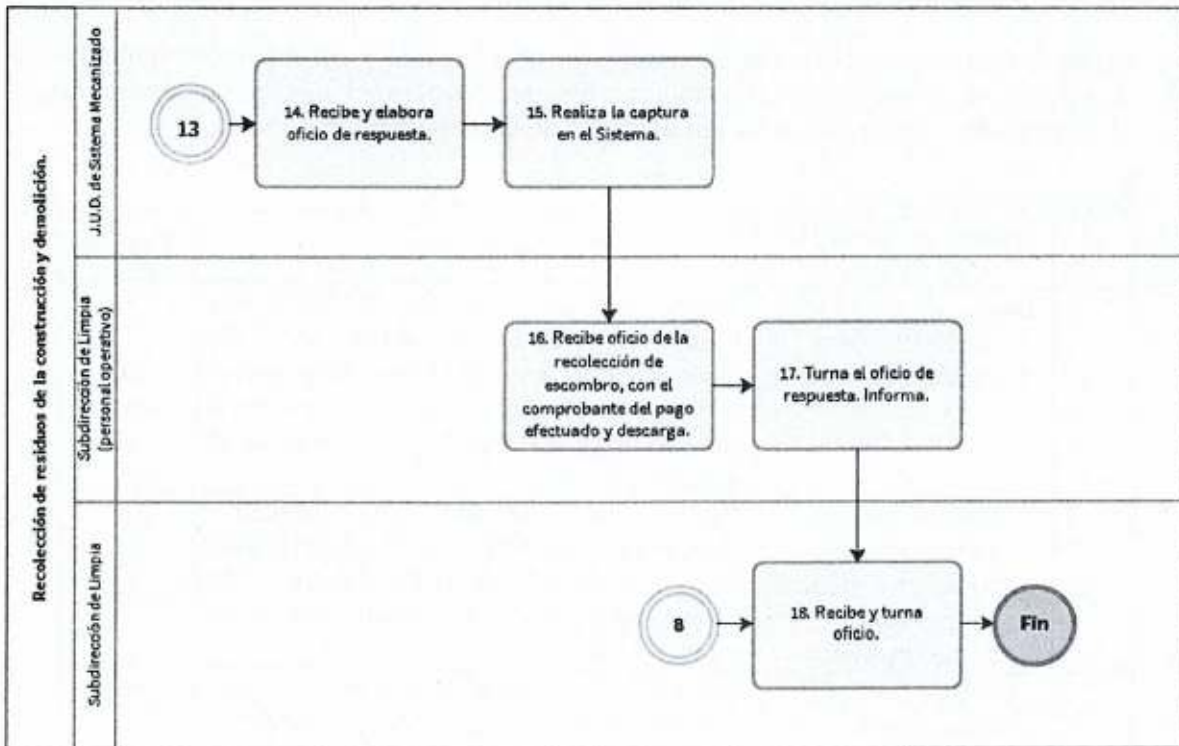 Recolección de residuos de la construcción y demolición.
J.U.D. de Sistema Mecanizado
13
14. Recibe y elabora
oficio de respuesta.
15. Realiza la captura
en el Sistema.
Subdirección de Limpia
(personal operativo)
16. Recibe oficio de la
recolección de
escombro, con el
comprobante del pago
efectuado y descarga.
17. Turna el oficio de
respuesta. Informa.
Subdirección de Limpia
8
18. Recibe y turna
oficio.
Fin